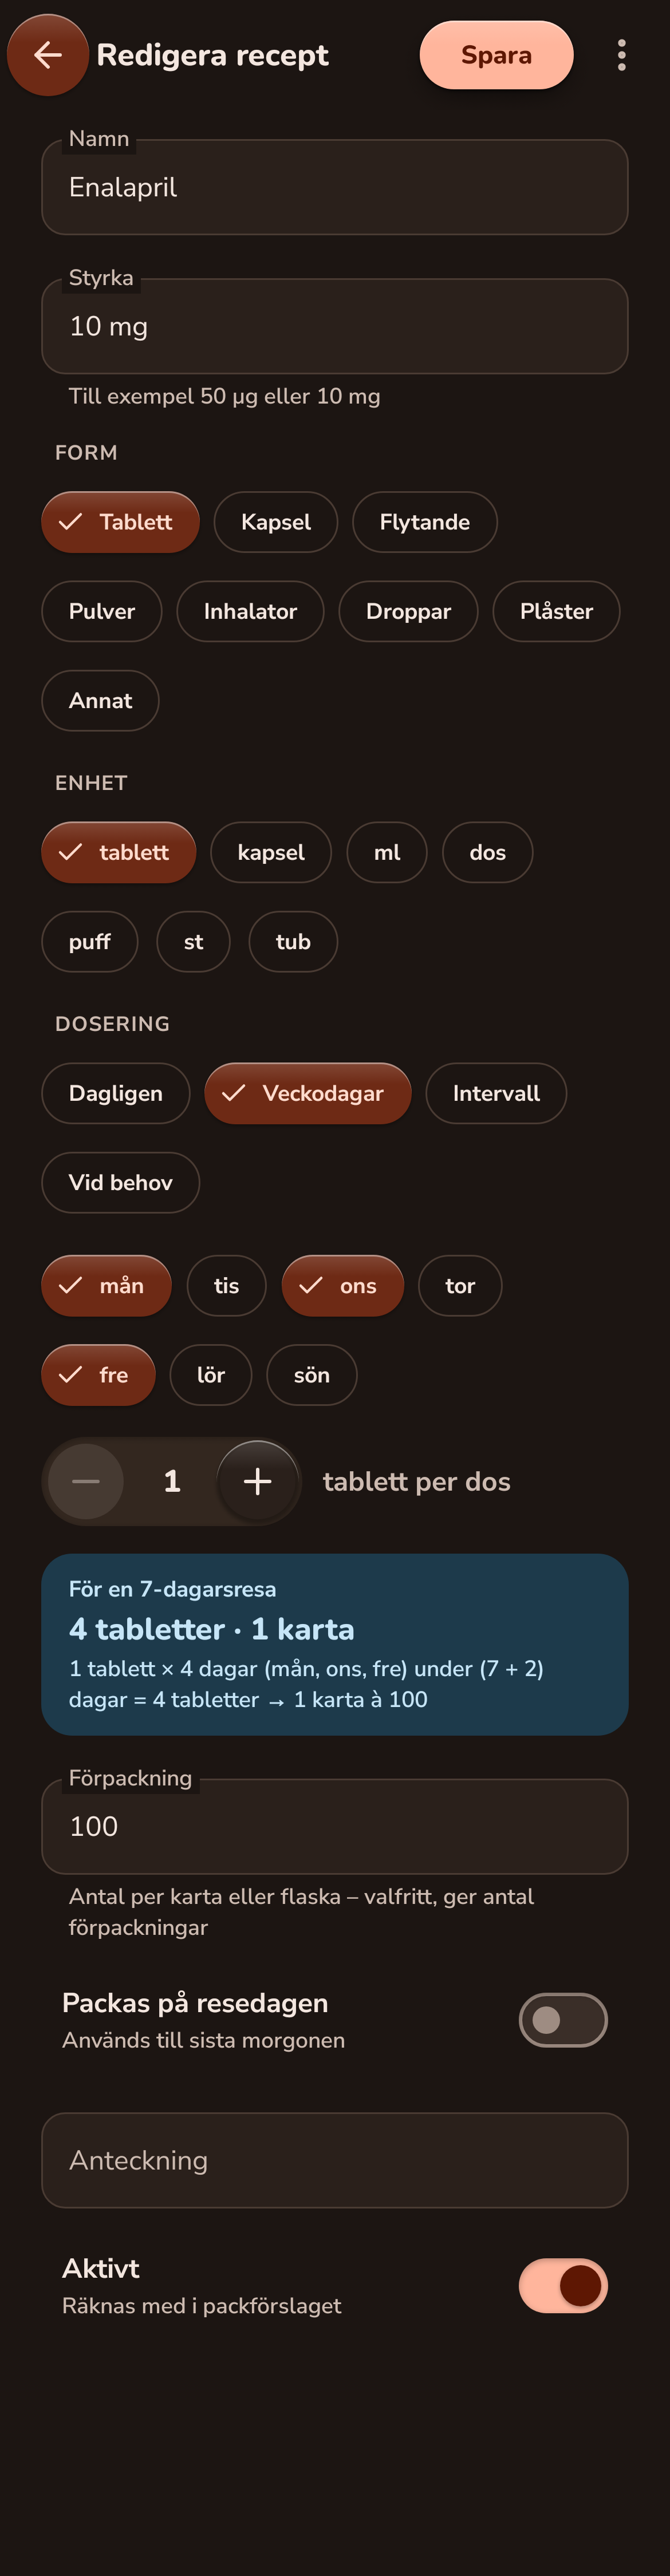 Redigera recept
Spara
Namn
Enalapril
Styrka
10 mg
Till exempel 50 µg eller 10 mg
FORM
Tablett
Kapsel
Flytande
Pulver
Inhalator
Droppar
Plåster
Annat
ENHET
tablett
kapsel
ml
dos
puff
st
tub
DOSERING
Dagligen
Veckodagar
Intervall
Vid behov
mån
tis
ons
tor
fre
lör
sön
1
tablett per dos
För en 7-dagarsresa
4 tabletter · 1 karta
1 tablett × 4 dagar (mån, ons, fre) under (7 + 2)
dagar = 4 tabletter → 1 karta à 100
Förpackning
100
Antal per karta eller flaska – valfritt, ger antal
förpackningar
Packas på resedagen
Används till sista morgonen
Anteckning
Aktivt
Räknas med i packförslaget